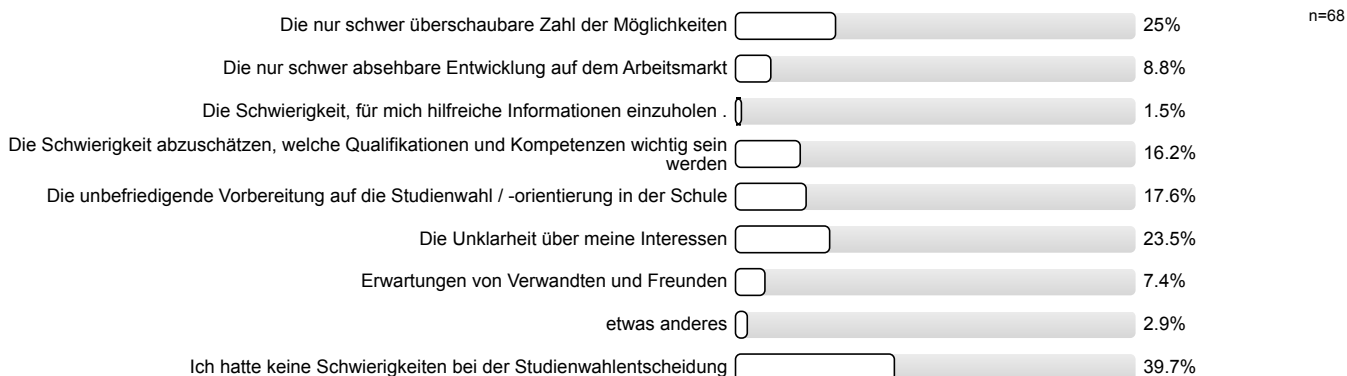 Die nur schwer überschaubare Zahl der Möglichkeiten 25% n=68
Die nur schwer absehbare Entwicklung auf dem Arbeitsmarkt 8.8%
Die Schwierigkeit, für mich hilfreiche Informationen einzuholen . 1.5%
Die Schwierigkeit abzuschätzen, welche Qualifikationen und Kompetenzen wichtig sein
werden 16.2%
Die unbefriedigende Vorbereitung auf die Studienwahl / -orientierung in der Schule 17.6%
Die Unklarheit über meine Interessen 23.5%
Erwartungen von Verwandten und Freunden 7.4%
etwas anderes 2.9%
Ich hatte keine Schwierigkeiten bei der Studienwahlentscheidung 39.7%